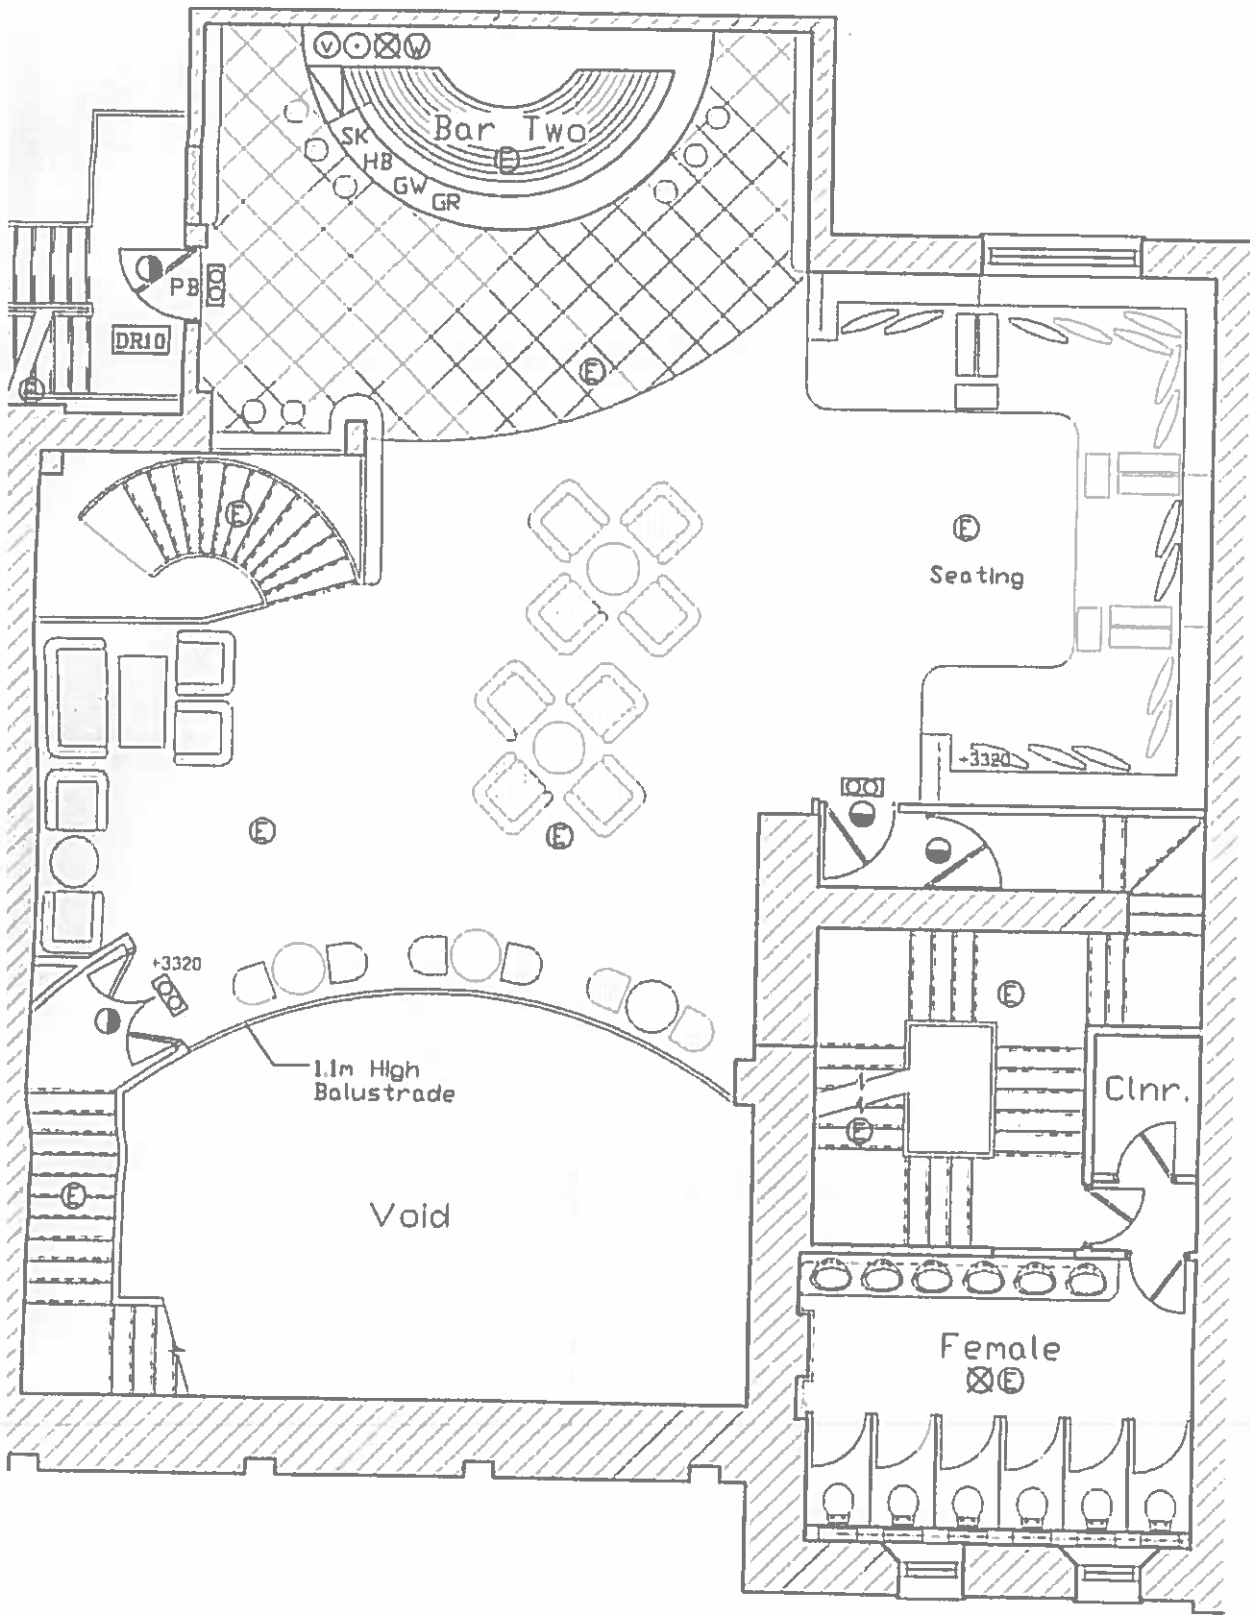 V W
Bar Two
E
SK
HB
GW
GR
PB
DR10
E
E
E
E
Seating
+3320
E
E
+3320
E
1.1m High
Balustrade
Clnr.
E
E
Void
Female
E